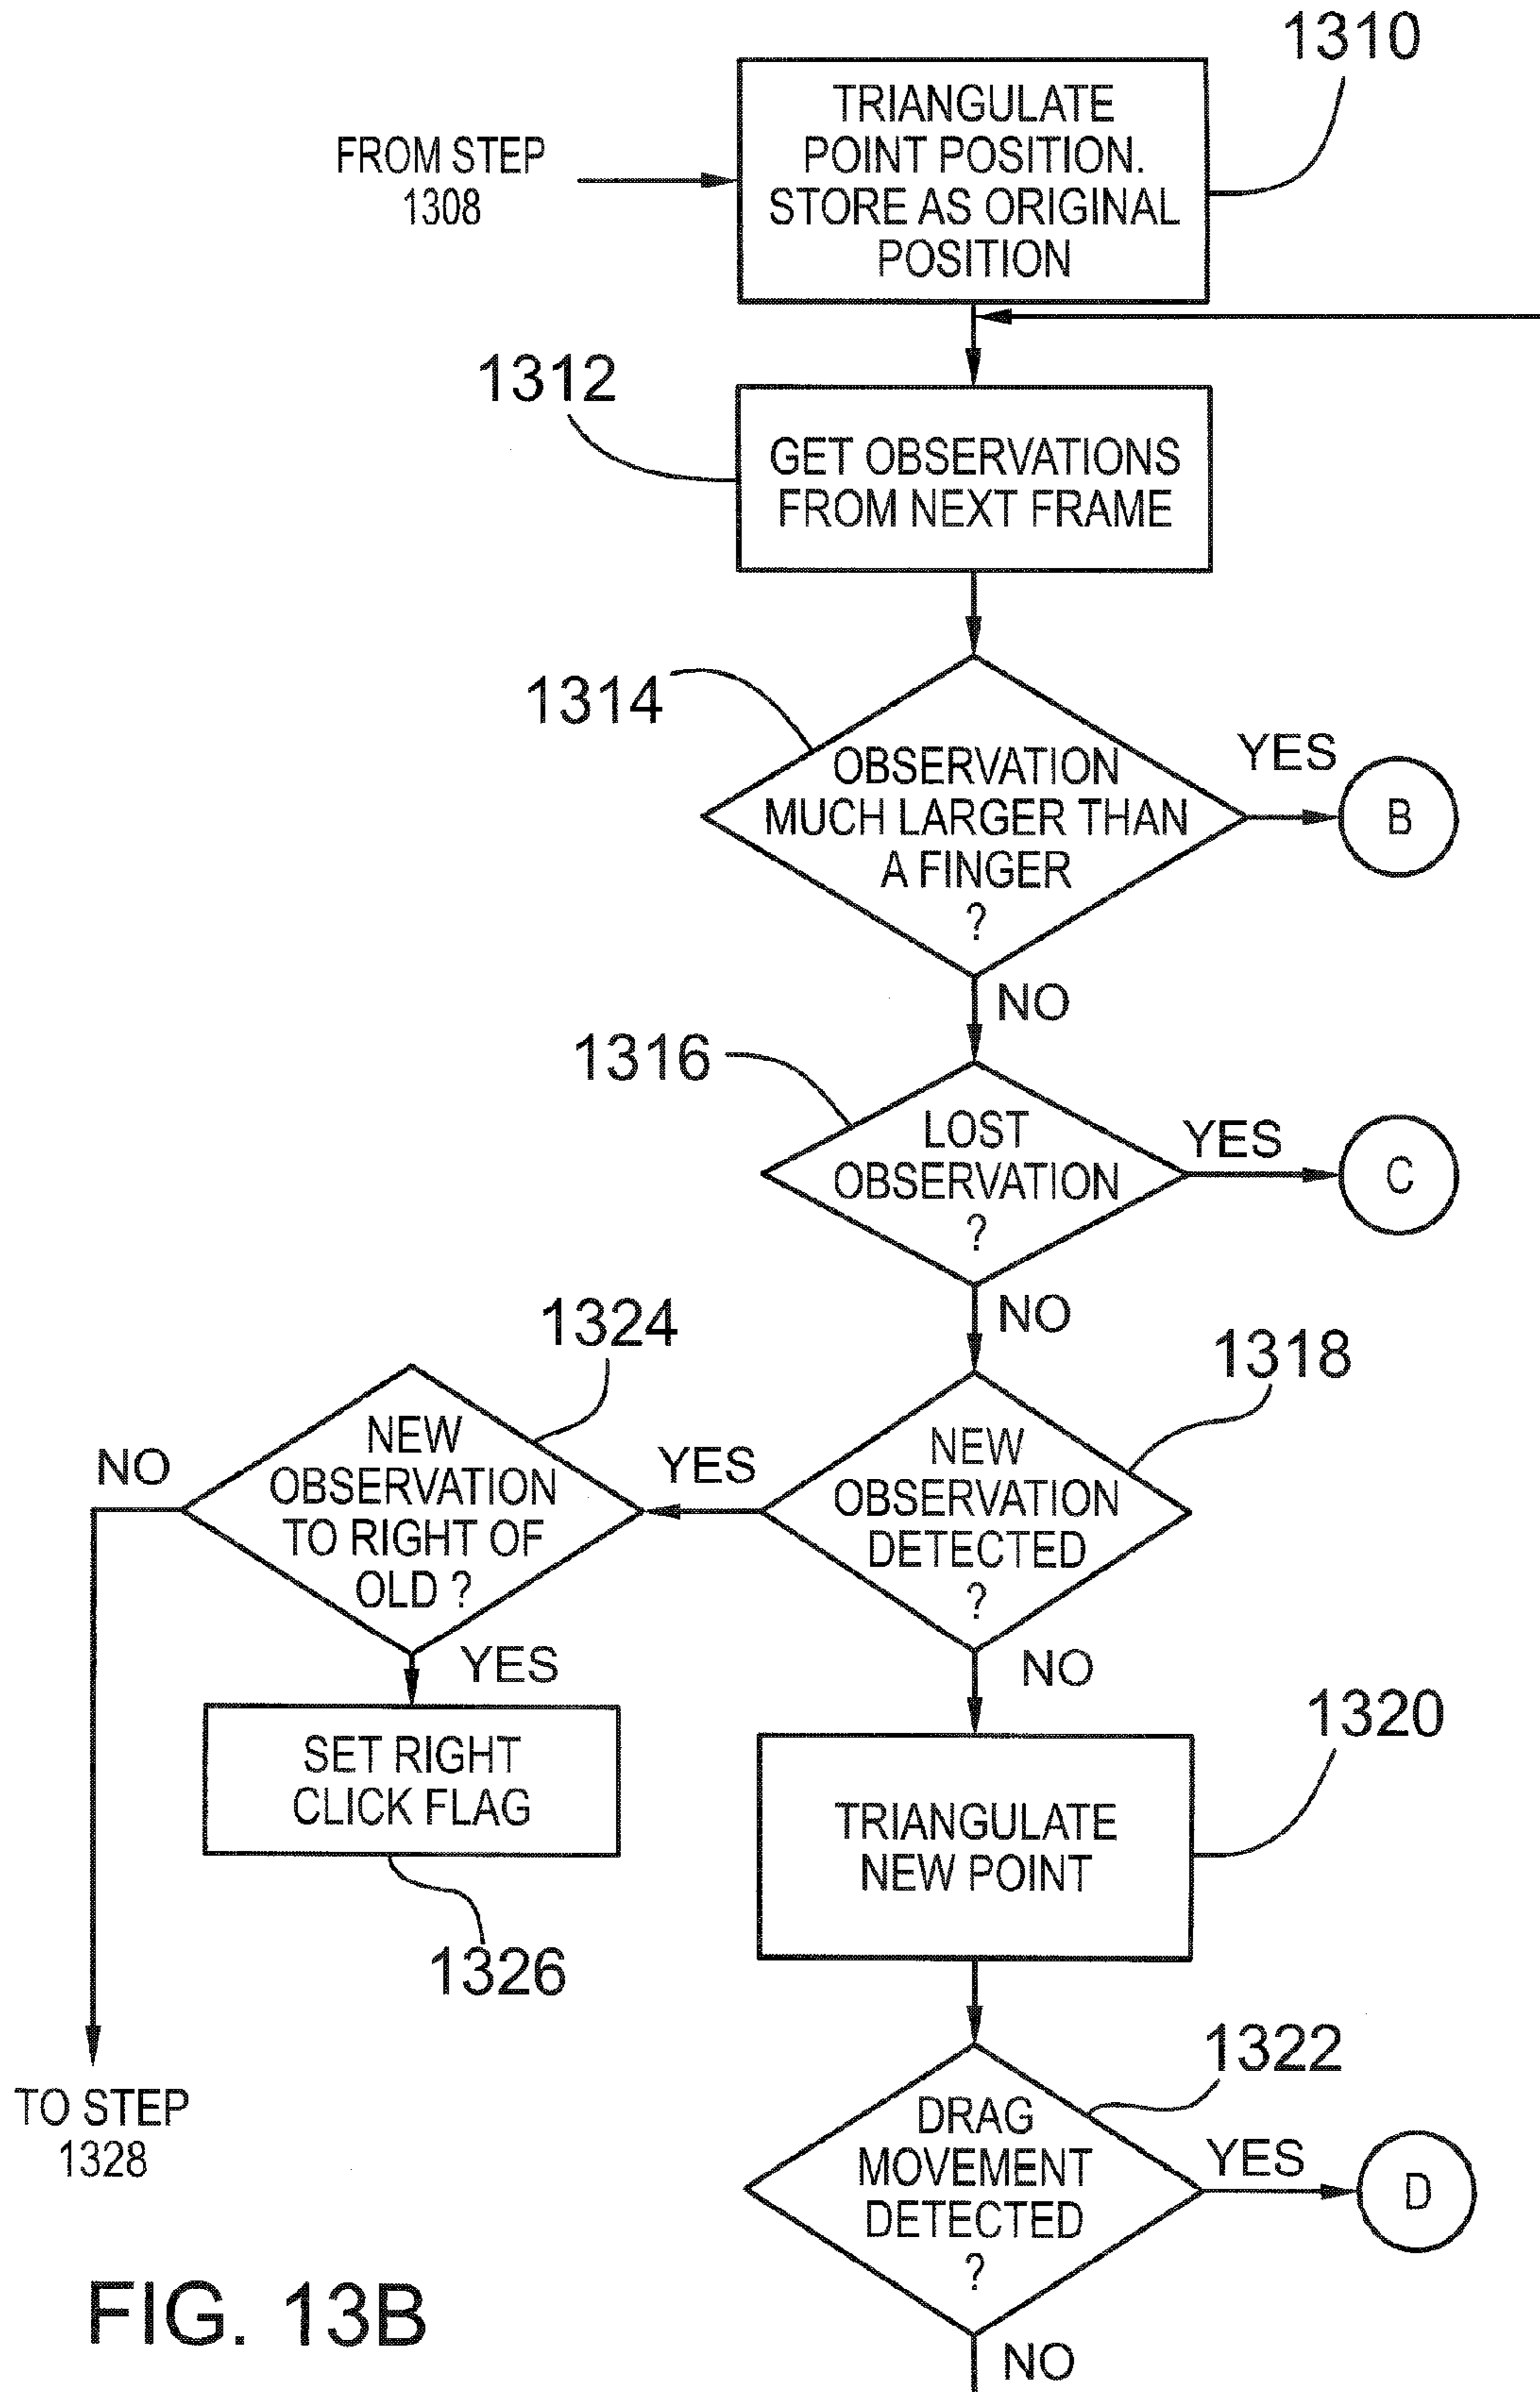 1310
TRIANGULATE
POINT POSITION.
STORE AS ORIGINAL
POSITION
FROM STEP
1308
1312
GET OBSERVATIONS
FROM NEXT FRAME
1314
OBSERVATION
MUCH LARGER THAN
A FINGER
?
YES
B
NO
1316
LOST
OBSERVATION
?
YES
C
NO
1318
NEW
OBSERVATION
DETECTED
?
YES
1324
NEW
OBSERVATION
TO RIGHT OF
OLD ?
NO
YES
SET RIGHT
CLICK FLAG
1326
TO STEP
1328
NO
1320
TRIANGULATE
NEW POINT
1322
DRAG
MOVEMENT
DETECTED
?
YES
D
NO
FIG. 13B